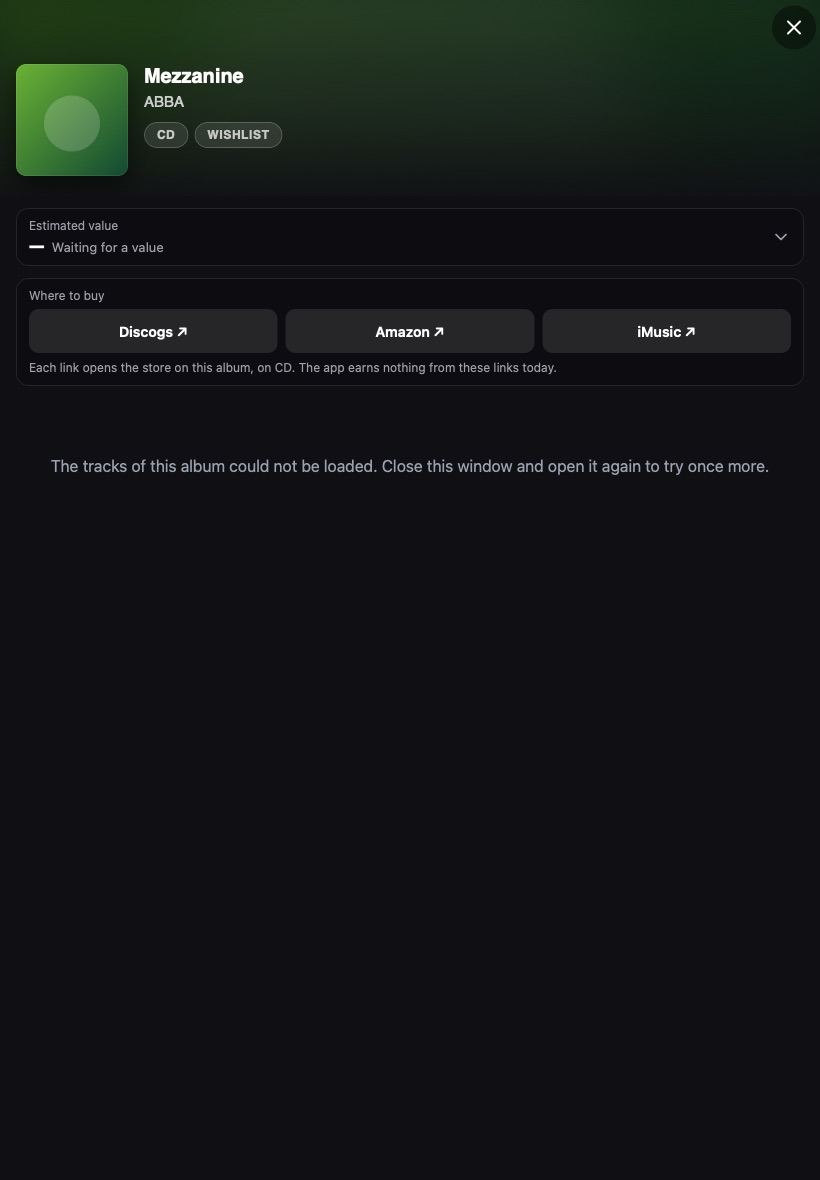 Mezzanine
ABBA
CD
WISHLIST
Estimated value
Waiting for a value
Where to buy
Discogs ↗
Amazon ↗
iMusic ↗
Each link opens the store on this album, on CD. The app earns nothing from these links today.
The tracks of this album could not be loaded. Close this window and open it again to try once more.